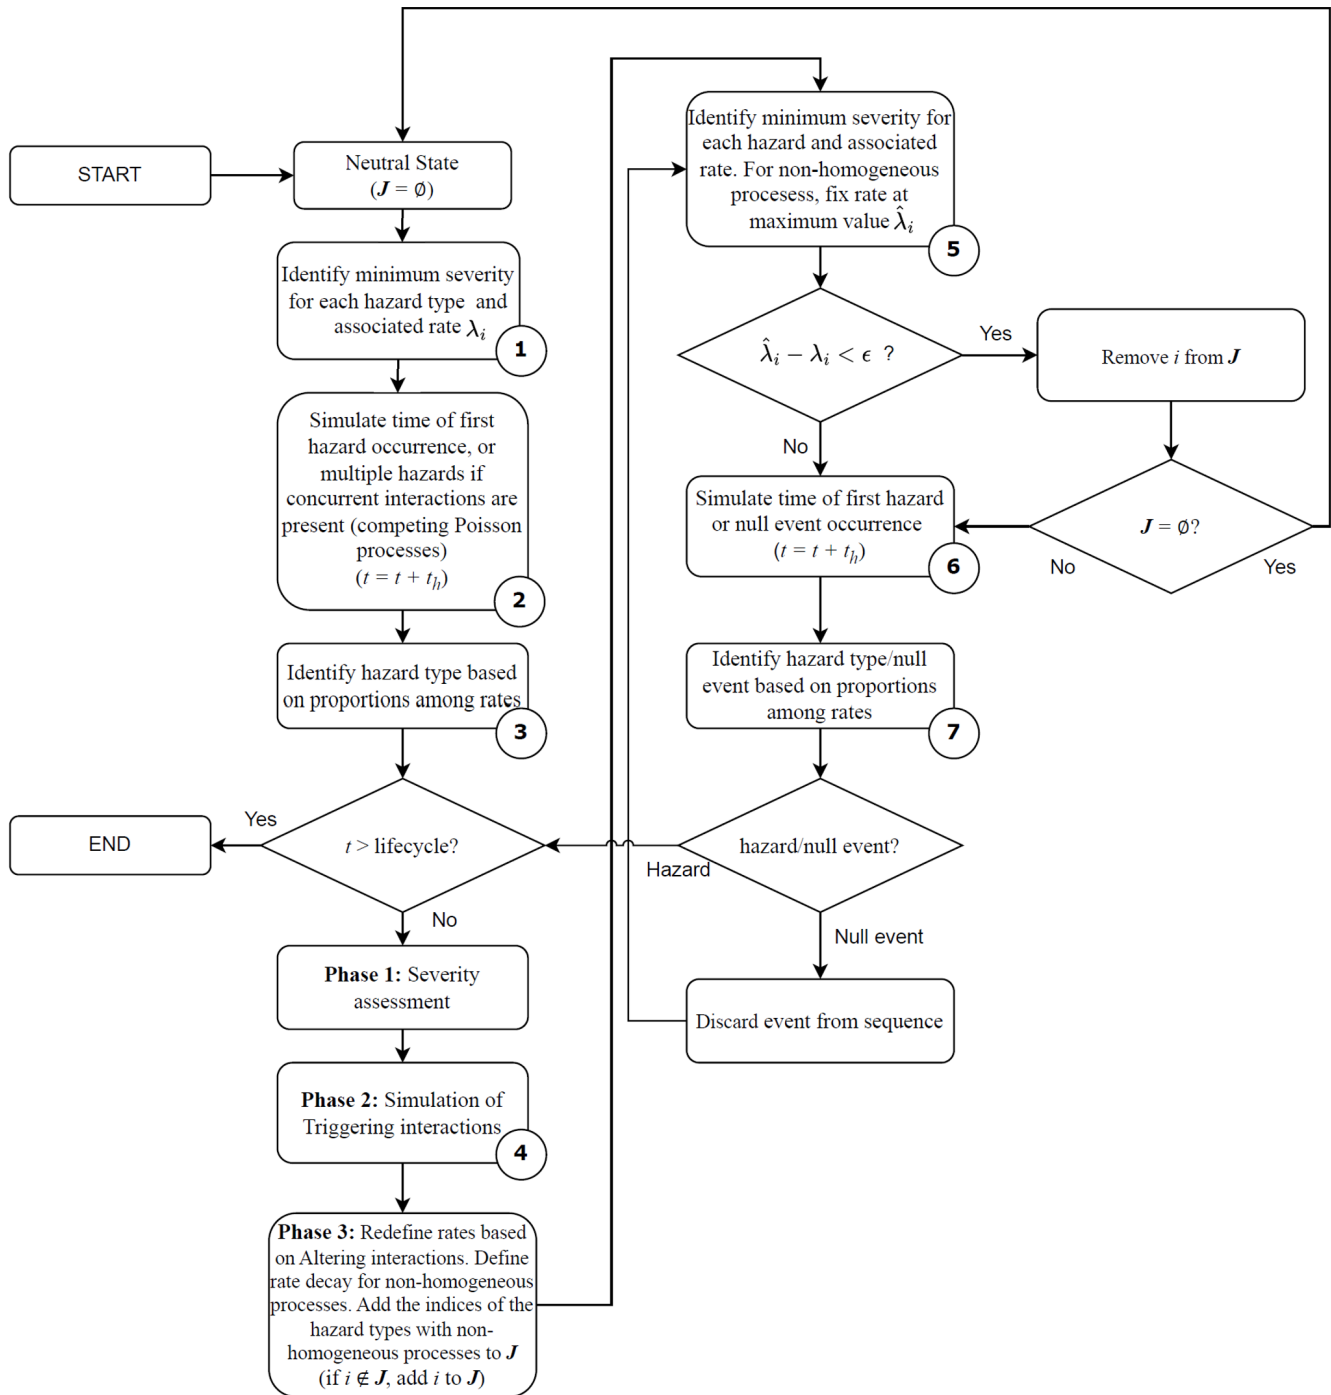 START
Neutral State
(J = ∅)
Identify minimum severity
for each hazard type and
associated rate λᵢ
1
Simulate time of first
hazard occurrence, or
multiple hazards if
concurrent interactions are
present (competing Poisson
processes)
(t = t + tₕ)
2
Identify hazard type based
on proportions among rates
3
t > lifecycle?
Yes
END
No
Phase 1: Severity
assessment
Phase 2: Simulation of
Triggering interactions
4
Phase 3: Redefine rates based
on Altering interactions. Define
rate decay for non-homogeneous
processes. Add the indices of the
hazard types with non-
homogeneous processes to J
(if i ∉ J, add i to J)
Identify minimum severity for
each hazard and associated
rate. For non-homogeneous
procesess, fix rate at
maximum value λ̂ᵢ
5
λ̂ᵢ − λᵢ < ϵ ?
Yes
Remove i from J
No
J = ∅?
No
Yes
Simulate time of first hazard
or null event occurrence
(t = t + tₕ)
6
Identify hazard type/null
event based on proportions
among rates
7
hazard/null event?
Hazard
Null event
Discard event from sequence